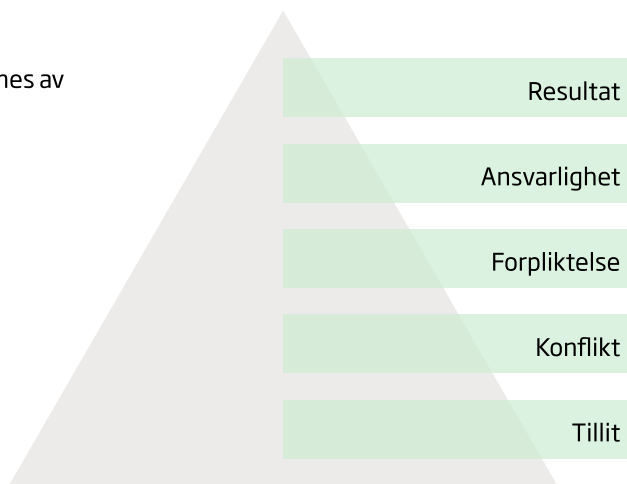 nes av
Resultat
Ansvarlighet
Forpliktelse
Konflikt
Tillit